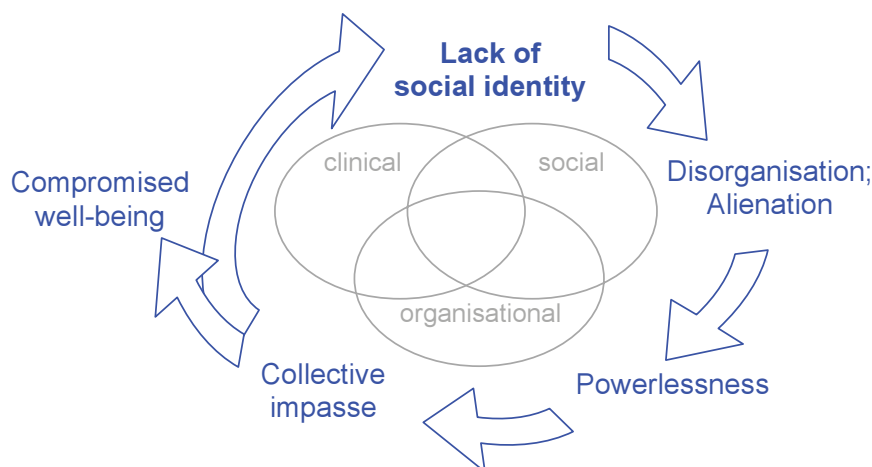 Lack of
social identity
clinical
social
Disorganisation;
Alienation
Compromised
well-being
organisational
Powerlessness
Collective
impasse